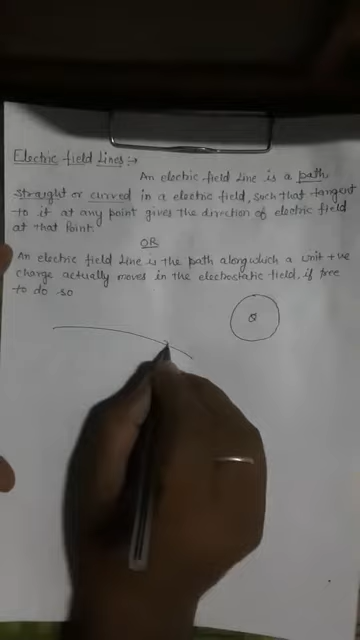 Electric field Lines :→
An electric field Line is a path,
straight or curved in a electric field, such that tangent
to it at any point gives the direction of electric field
at that point.
OR
An electric field Line is the path along which a unit +ve
charge actually moves in the electrostatic field, if free
to do so
Q